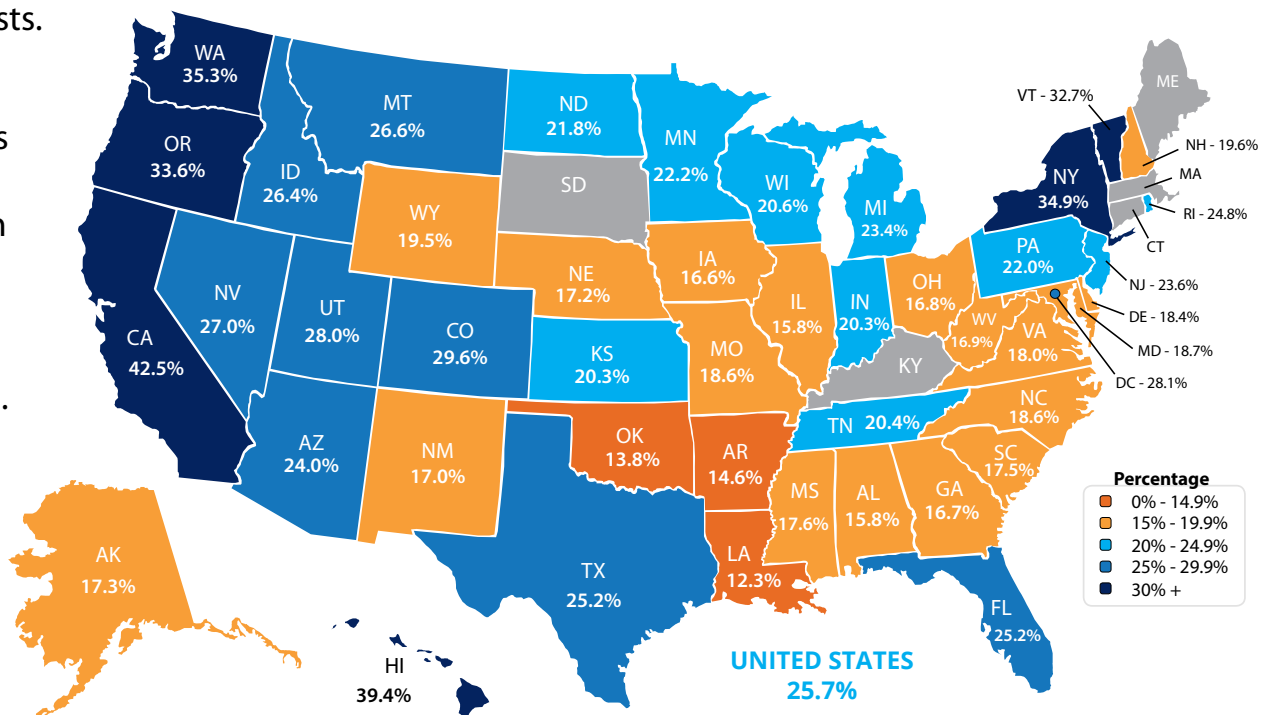 sts.
s
n
.
WA
35.3%
OR
33.6%
CA
42.5%
ID
26.4%
NV
27.0%
MT
26.6%
WY
19.5%
UT
28.0%
CO
29.6%
AZ
24.0%
NM
17.0%
ND
21.8%
SD
NE
17.2%
KS
20.3%
OK
13.8%
TX
25.2%
MN
22.2%
IA
16.6%
MO
18.6%
AR
14.6%
LA
12.3%
WI
20.6%
IL
15.8%
MI
23.4%
IN
20.3%
OH
16.8%
KY
TN 20.4%
MS
17.6%
AL
15.8%
GA
16.7%
FL
25.2%
SC
17.5%
NC
18.6%
VA
18.0%
WV
16.9%
PA
22.0%
NY
34.9%
VT - 32.7%
ME
NH - 19.6%
MA
RI - 24.8%
CT
NJ - 23.6%
DE - 18.4%
MD - 18.7%
DC - 28.1%
AK
17.3%
HI
39.4%
UNITED STATES
25.7%
Percentage
0% - 14.9%
15% - 19.9%
20% - 24.9%
25% - 29.9%
30% +